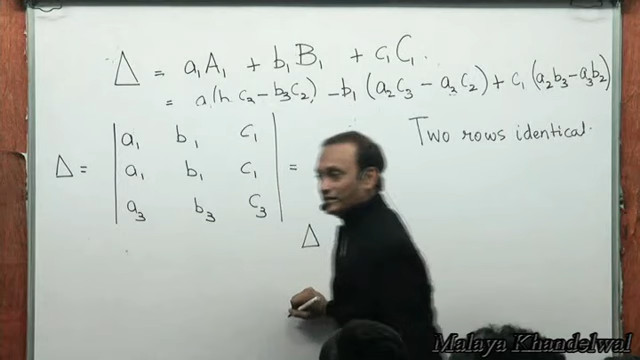 Δ = a₁A₁ + b₁B₁ + c₁C₁.
= a₁(b₂c₃ - b₃c₂) - b₁(a₂c₃ - a₃c₂) + c₁(a₂b₃ - a₃b₂)
Two rows identical.
a₁ b₁ c₁
Δ = a₁ b₁ c₁ =
a₃ b₃ c₃
Δ
Malaya Khandelwal